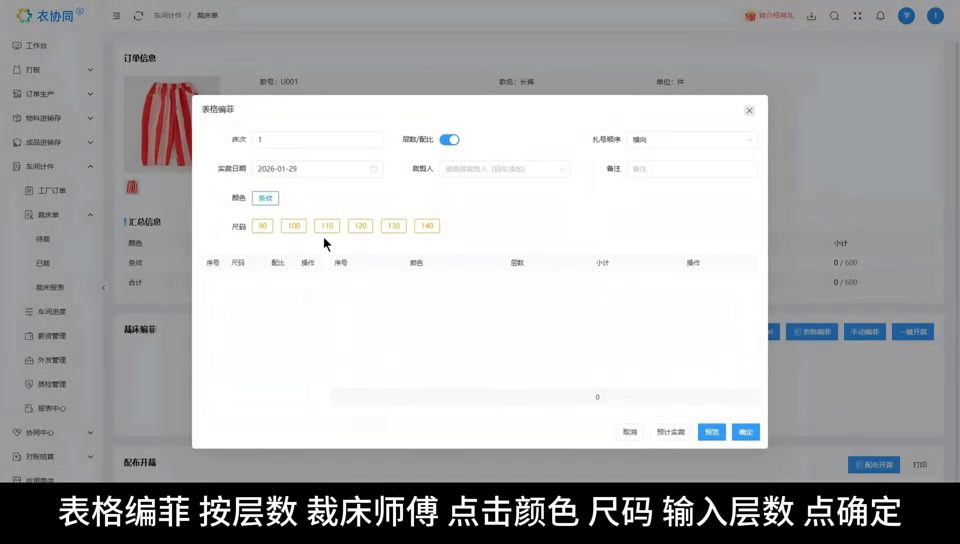 衣协同
车间计件 / 裁床单
转介绍有礼
字
1
工作台
打板
订单生产
物料进销存
成品进销存
车间计件
工厂订单
裁床单
待裁
已裁
裁床报表
车间进度
薪资管理
外发管理
质检管理
报表中心
协同中心
对账结算
订单信息
款号：U001
款名：长裤
单位：件
汇总信息
颜色
小计
条纹
0 / 600
合计
0 / 600
裁床编菲
表格编菲
手动编菲
一键开裁
配布开裁
配布开裁
打印
表格编菲
床次
1
层数/配比
扎号顺序
横向
实裁日期
2026-01-29
裁剪人
请选择裁剪人（回车添加）
备注
备注
颜色
条纹
尺码
90
100
110
120
130
140
序号 尺码 配比 操作
序号 颜色 层数 小计 操作
0
取消
预计实裁
预览
确定
表格编菲 按层数 裁床师傅 点击颜色 尺码 输入层数 点确定